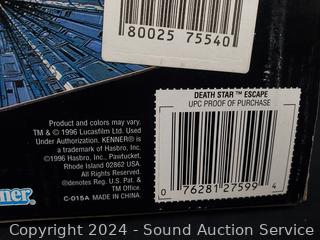 80025 75540
DEATH STAR™ ESCAPE
UPC PROOF OF PURCHASE
Product and colors may vary.
TM & © 1996 Lucasfilm Ltd. Used
Under Authorization. KENNER® is
a trademark of Hasbro, Inc.
©1996 Hasbro, Inc., Pawtucket,
Rhode Island 02862 USA
All Rights Reserved.
®denotes Reg. U.S. Pat. &
TM Office.
C-015A MADE IN CHINA
0 76281 27599 4
nner
Copyright 2024 - Sound Auction Service